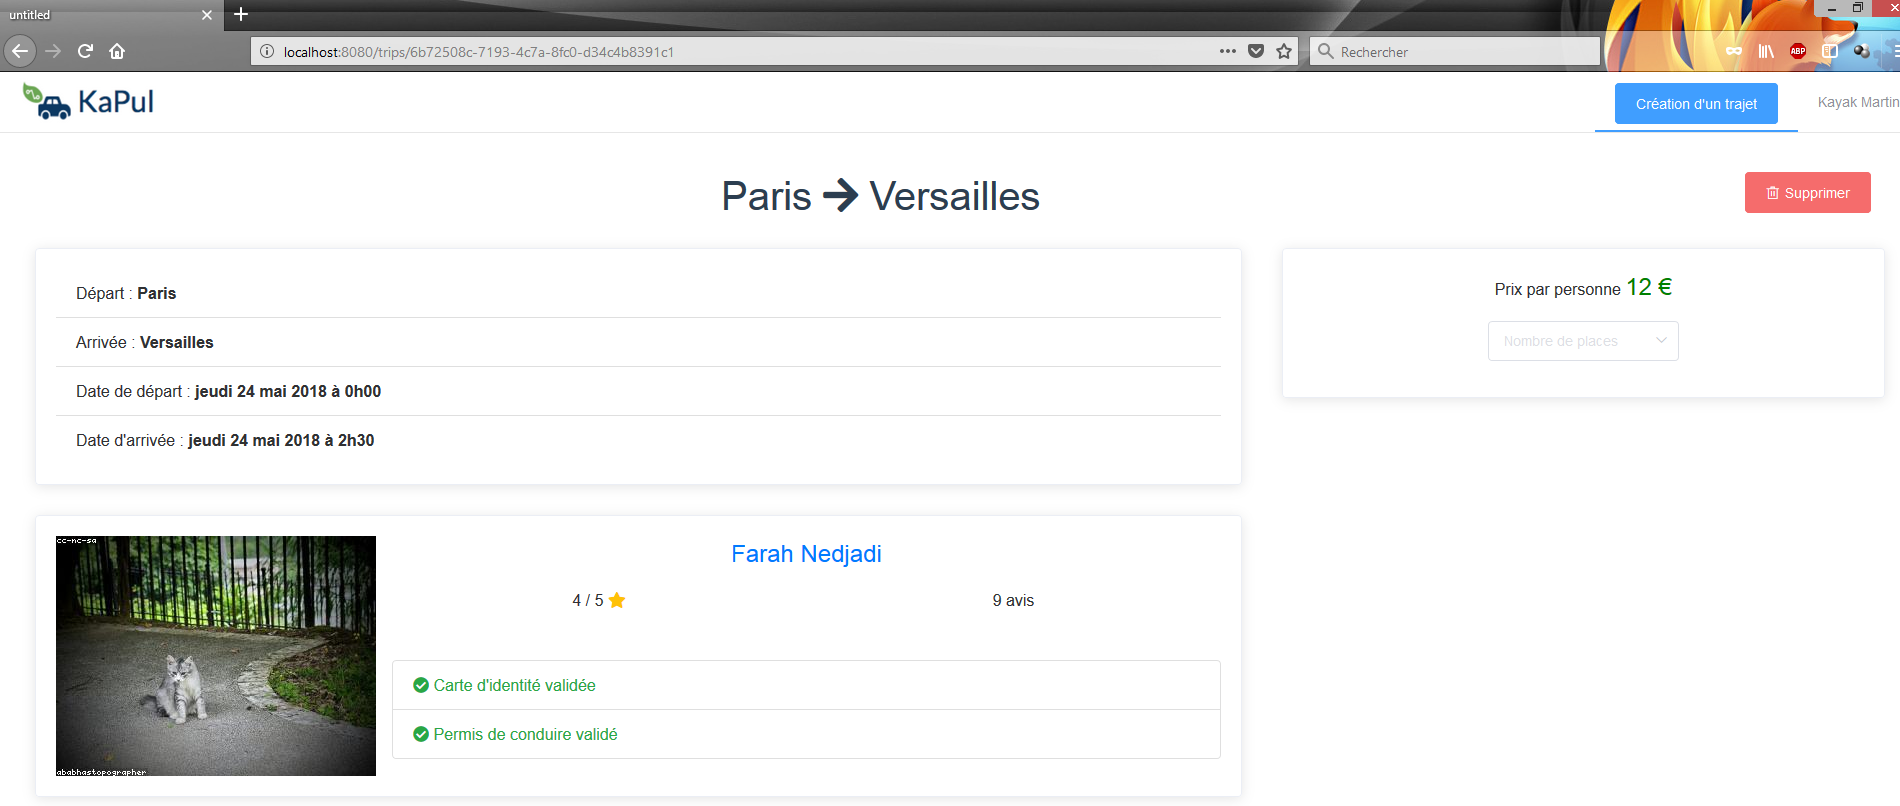 untitled
localhost:8080/trips/6b72508c-7193-4c7a-8fc0-d34c4b8391c1
Rechercher
ABP
KaPul
Création d'un trajet
Kayak Martin
Paris → Versailles
Supprimer
Départ : Paris
Arrivée : Versailles
Date de départ : jeudi 24 mai 2018 à 0h00
Date d'arrivée : jeudi 24 mai 2018 à 2h30
Prix par personne 12 €
Nombre de places
cc-nc-sa
ababhastopographer
Farah Nedjadi
4 / 5
9 avis
Carte d'identité validée
Permis de conduire validé